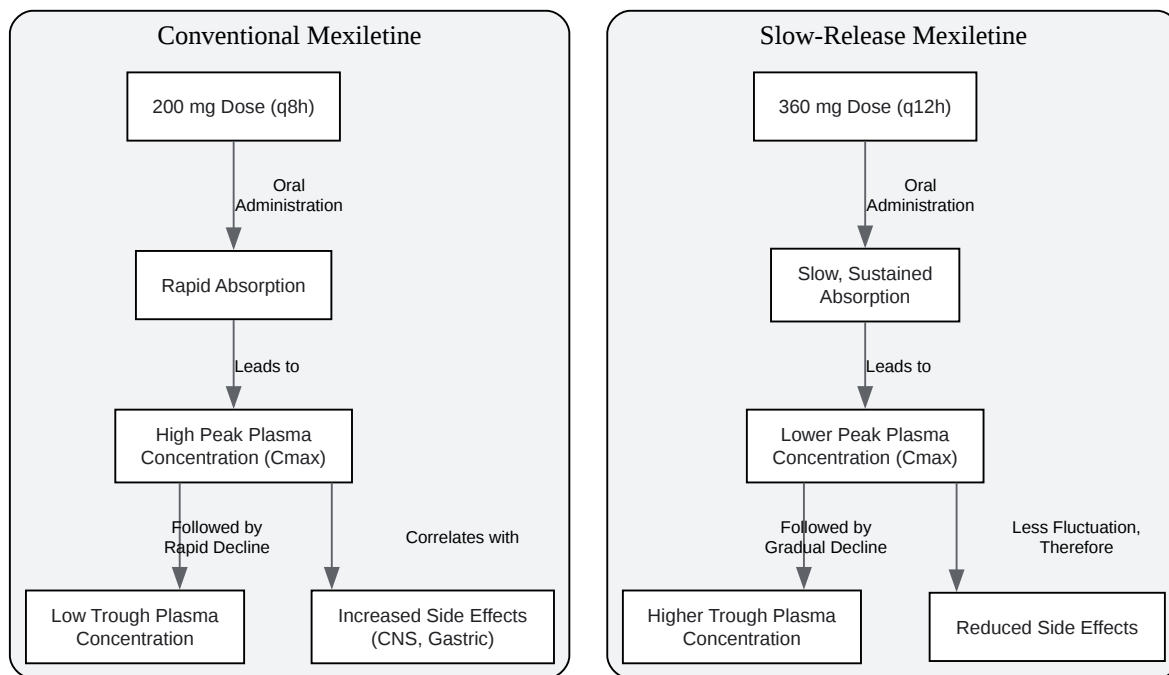 Conventional Mexiletine
200 mg Dose (q8h)
Oral
Administration
Rapid Absorption
Leads to
High Peak Plasma
Concentration (Cmax)
Followed by
Rapid Decline
Correlates with
Low Trough Plasma
Concentration
Increased Side Effects
(CNS, Gastric)
Slow-Release Mexiletine
360 mg Dose (q12h)
Oral
Administration
Slow, Sustained
Absorption
Leads to
Lower Peak Plasma
Concentration (Cmax)
Followed by
Gradual Decline
Less Fluctuation,
Therefore
Higher Trough Plasma
Concentration
Reduced Side Effects